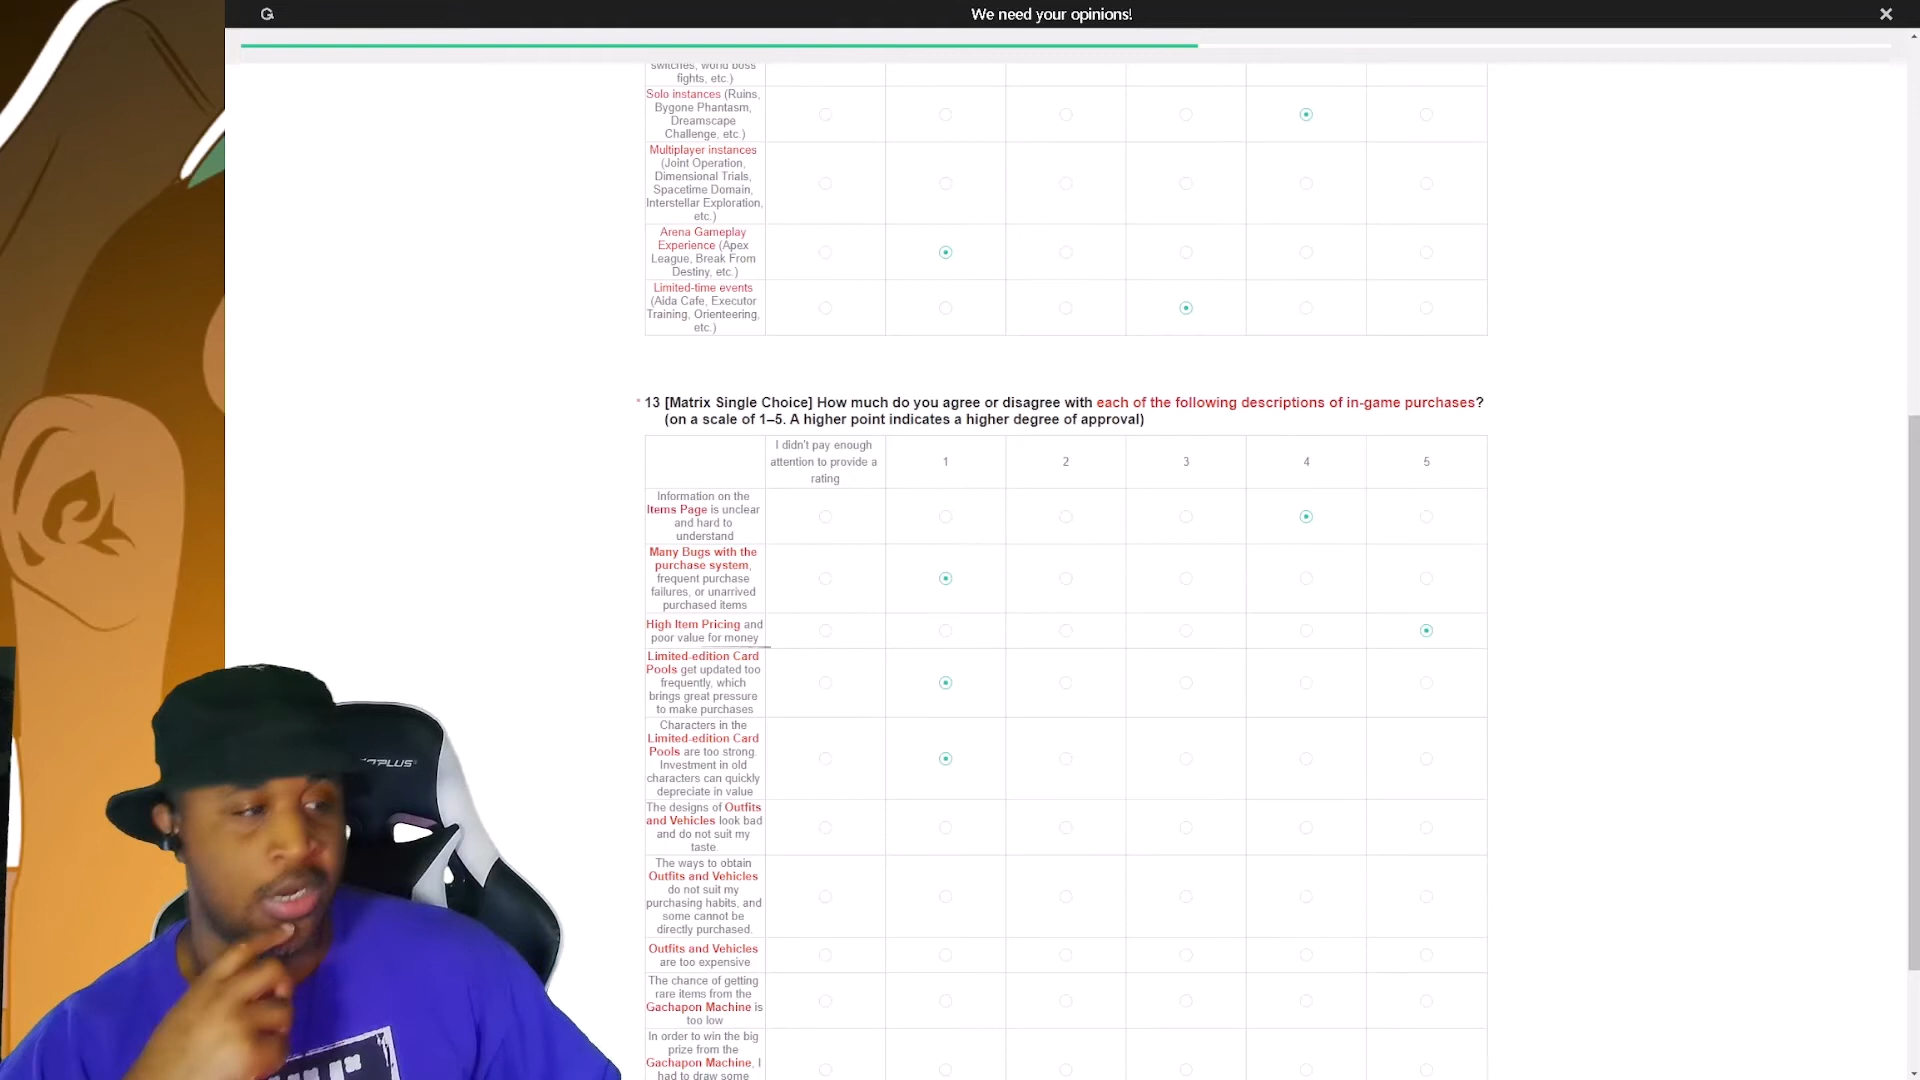 We need your opinions!
switches, world boss
fights, etc.)
Solo instances (Ruins,
Bygone Phantasm,
Dreamscape
Challenge, etc.)
Multiplayer instances
(Joint Operation,
Dimensional Trials,
Spacetime Domain,
Interstellar Exploration,
etc.)
Arena Gameplay
Experience (Apex
League, Break From
Destiny, etc.)
Limited-time events
(Aida Cafe, Executor
Training, Orienteering,
etc.)
* 13 [Matrix Single Choice] How much do you agree or disagree with each of the following descriptions of in-game purchases?
(on a scale of 1–5. A higher point indicates a higher degree of approval)
I didn't pay enough
attention to provide a
rating
1 2 3 4 5
Information on the
Items Page is unclear
and hard to
understand
Many Bugs with the
purchase system,
frequent purchase
failures, or unarrived
purchased items
High Item Pricing and
poor value for money
Limited-edition Card
Pools get updated too
frequently, which
brings great pressure
to make purchases
Characters in the
Limited-edition Card
Pools are too strong.
Investment in old
characters can quickly
depreciate in value
The designs of Outfits
and Vehicles look bad
and do not suit my
taste
The ways to obtain
Outfits and Vehicles
do not suit my
purchasing habits, and
some cannot be
directly purchased.
Outfits and Vehicles
are too expensive
The chance of getting
rare items from the
Gachapon Machine is
too low
In order to win the big
prize from the
Gachapon Machine, I
had to draw some